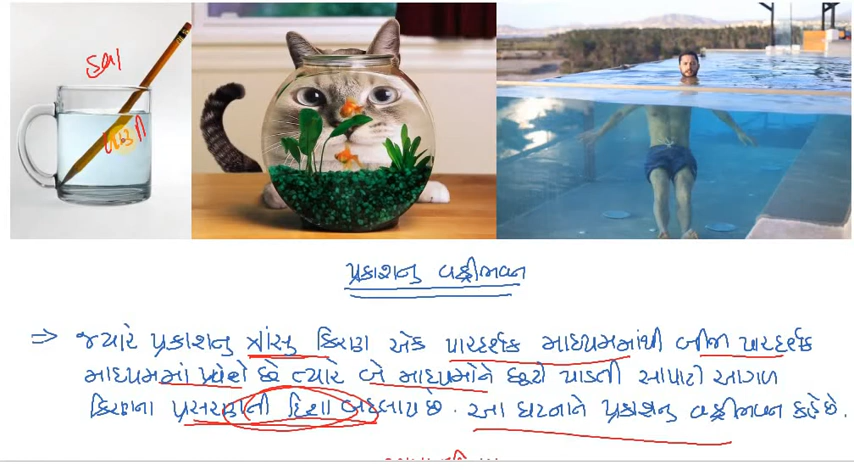 હવા
પ્રકાશનુ વક્રીભવન
⇒ જ્યારે પ્રકાશનુ ત્રાંસુ કિરણ એક પારદર્શક માધ્યમમાંથી બીજા પારદર્શક
માધ્યમમાં પ્રવેશે છે ત્યારે બે માધ્યમોને છૂટી પાડતી સપાટી આગળ
કિરણના પ્રસરણની દિશા બદલાય છે. આ ઘટનાને પ્રકાશનુ વક્રીભવન કહે છે.